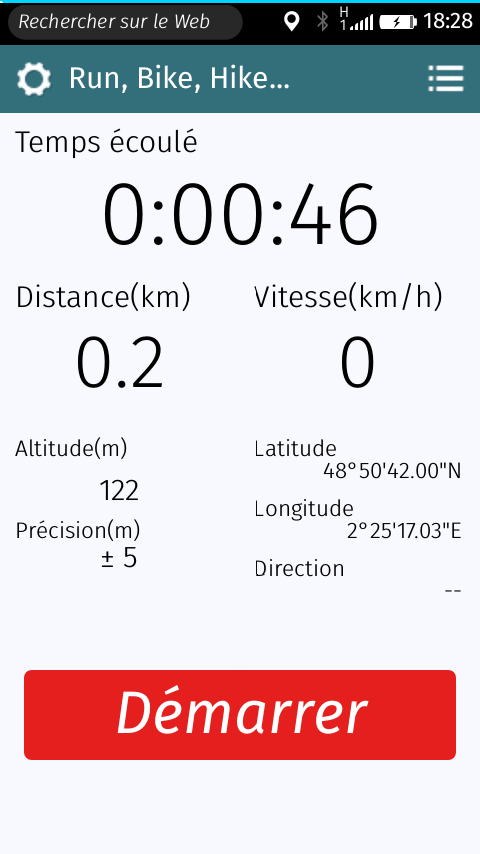 Rechercher sur le Web
H
1
18:28
Run, Bike, Hike...
Temps écoulé
0:00:46
Distance(km)
Vitesse(km/h)
0.2
0
Altitude(m)
122
Précision(m)
± 5
Latitude
48°50'42.00"N
Longitude
2°25'17.03"E
Direction
--
Démarrer